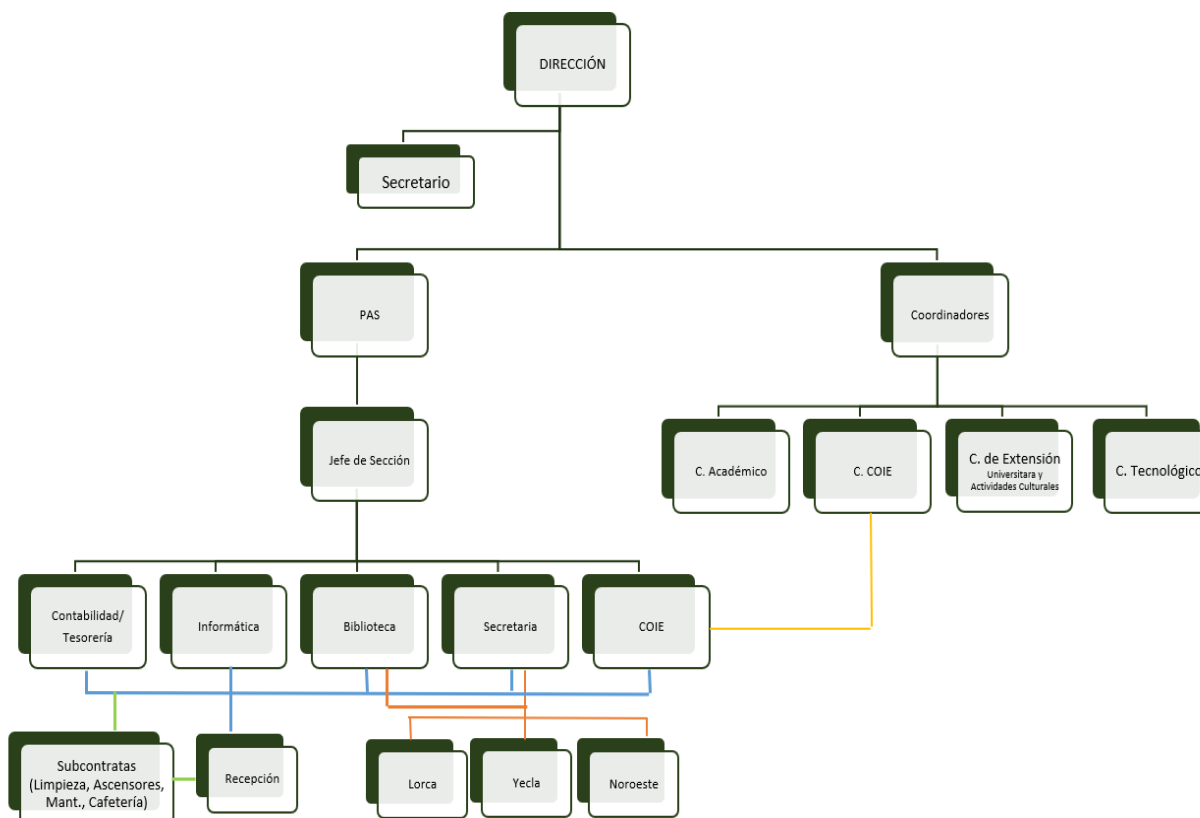 DIRECCIÓN
Secretario
PAS
Coordinadores
Jefe de Sección
C. Académico
C. COIE
C. de Extensión
Universitara y
Actividades Culturales
C. Tecnológico
Contabilidad/
Tesorería
Informática
Biblioteca
Secretaria
COIE
Subcontratas
(Limpieza, Ascensores,
Mant., Cafetería)
Recepción
Lorca
Yecla
Noroeste